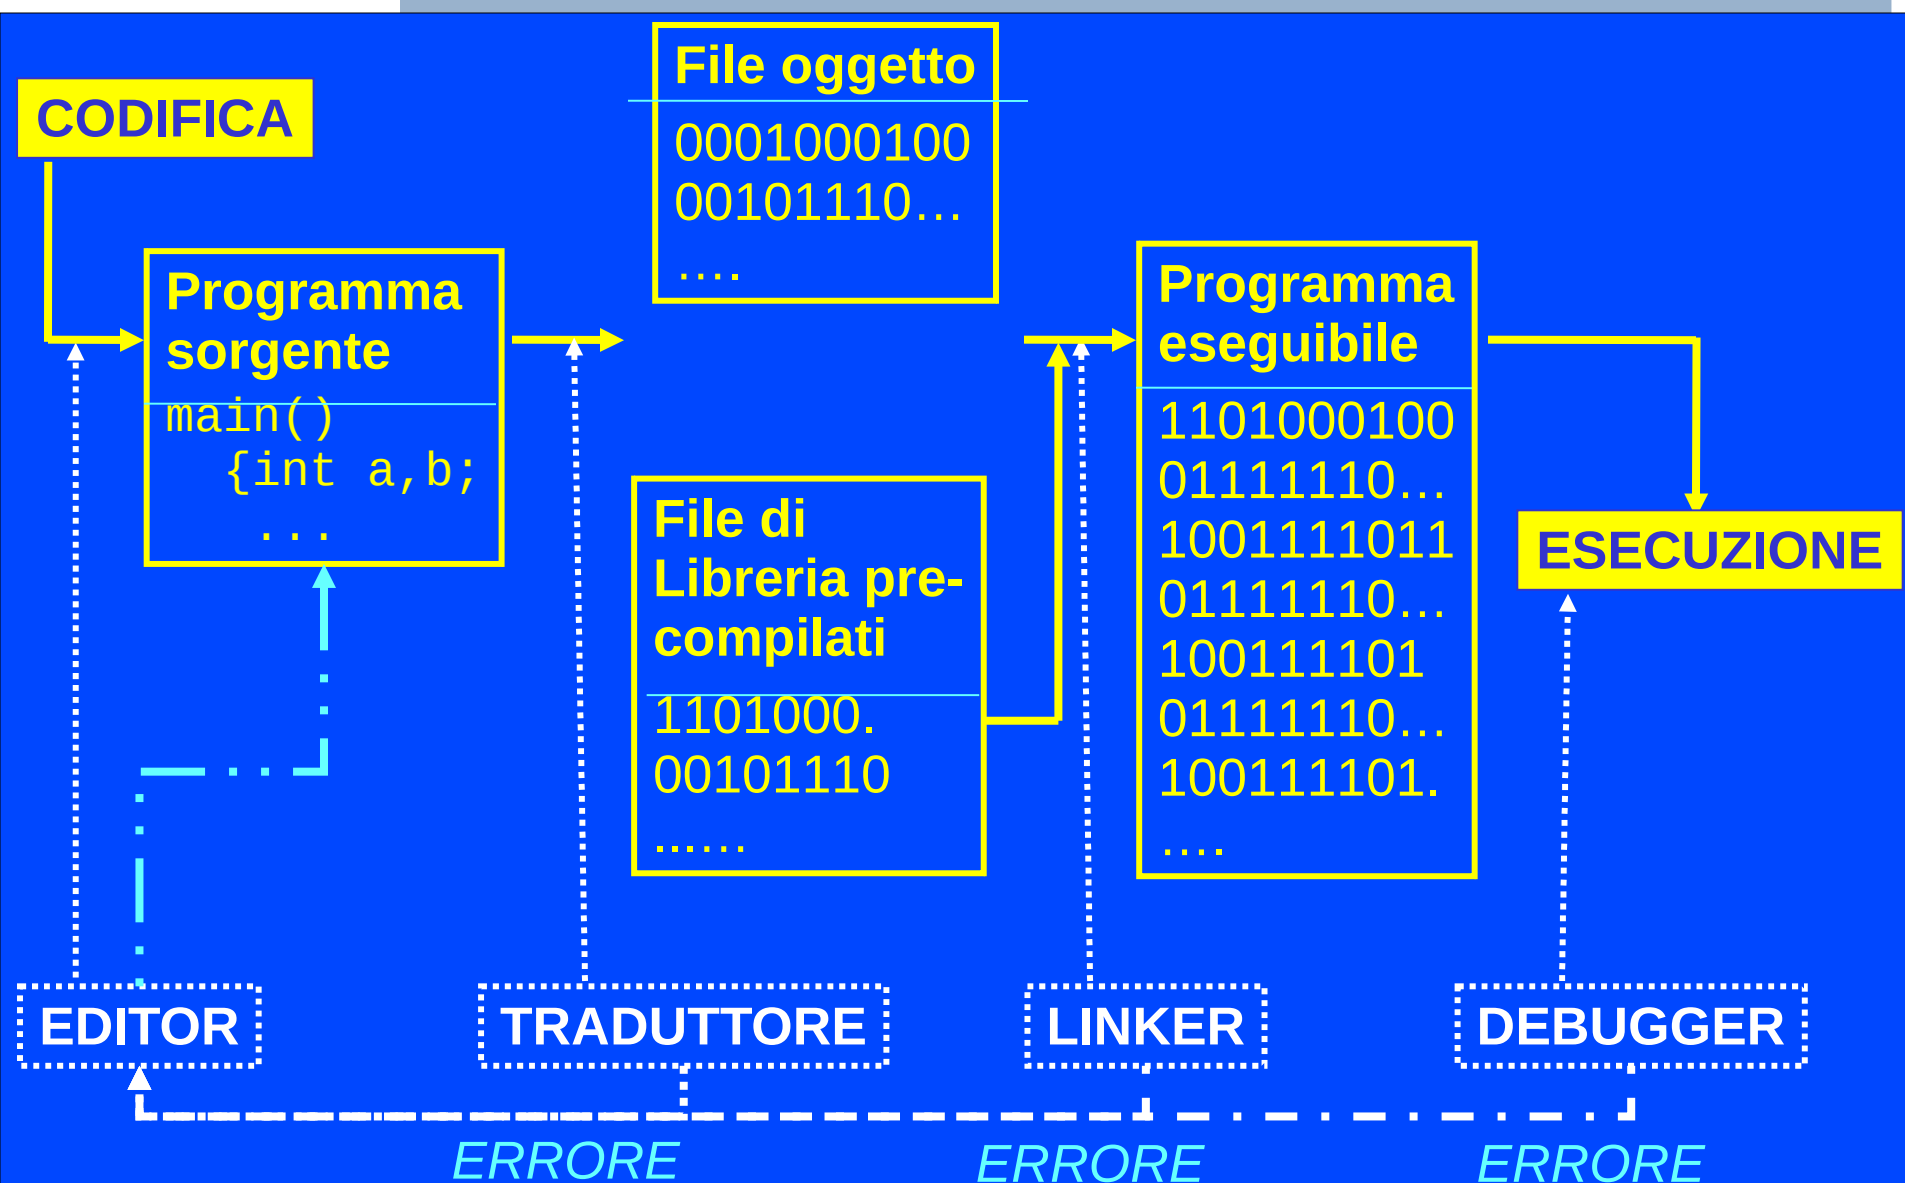 CODIFICA
File oggetto
0001000100
00101110…
….
Programma
sorgente
main()
{int a,b;
...
File di
Libreria pre-
compilati
1101000.
00101110
...…
Programma
eseguibile
1101000100
01111110…
1001111011
01111110…
100111101
01111110…
100111101.
….
ESECUZIONE
EDITOR
TRADUTTORE
LINKER
DEBUGGER
ERRORE
ERRORE
ERRORE